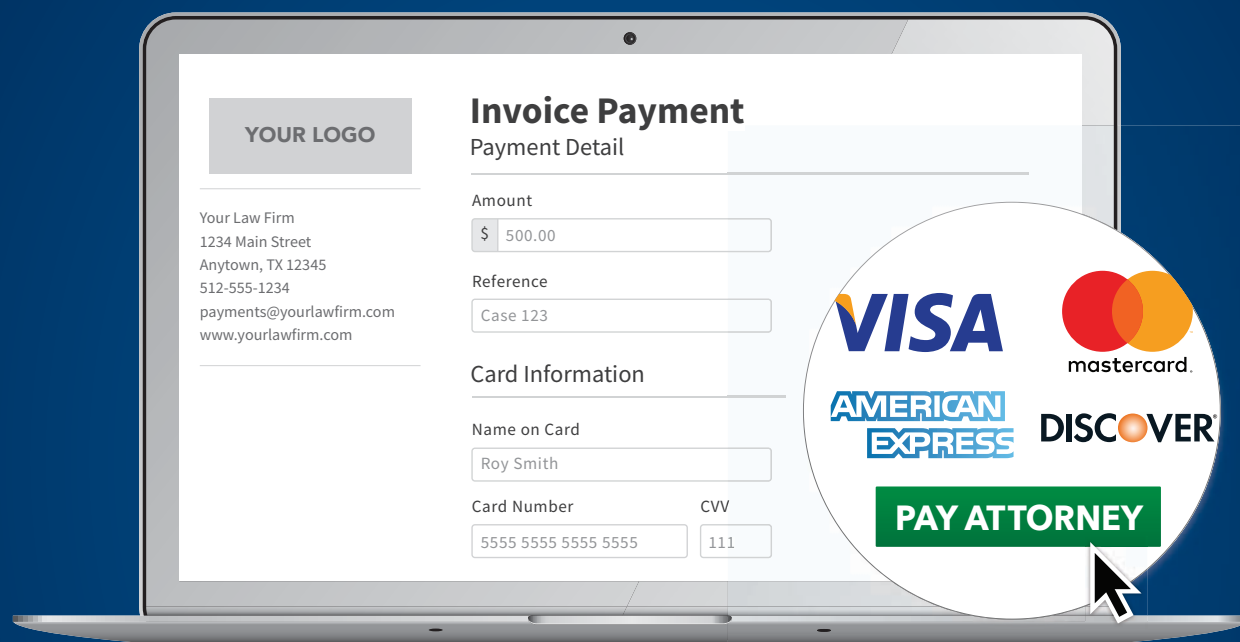 YOUR LOGO
Your Law Firm
1234 Main Street
Anytown, TX 12345
512-555-1234
payments@yourlawfirm.com
www.yourlawfirm.com
Invoice Payment
Payment Detail
Amount
$ 500.00
Reference
Case 123
Card Information
Name on Card
Roy Smith
Card Number CVV
5555 5555 5555 5555 111
VISA
mastercard.
AMERICAN
EXPRESS
DISCOVER
PAY ATTORNEY